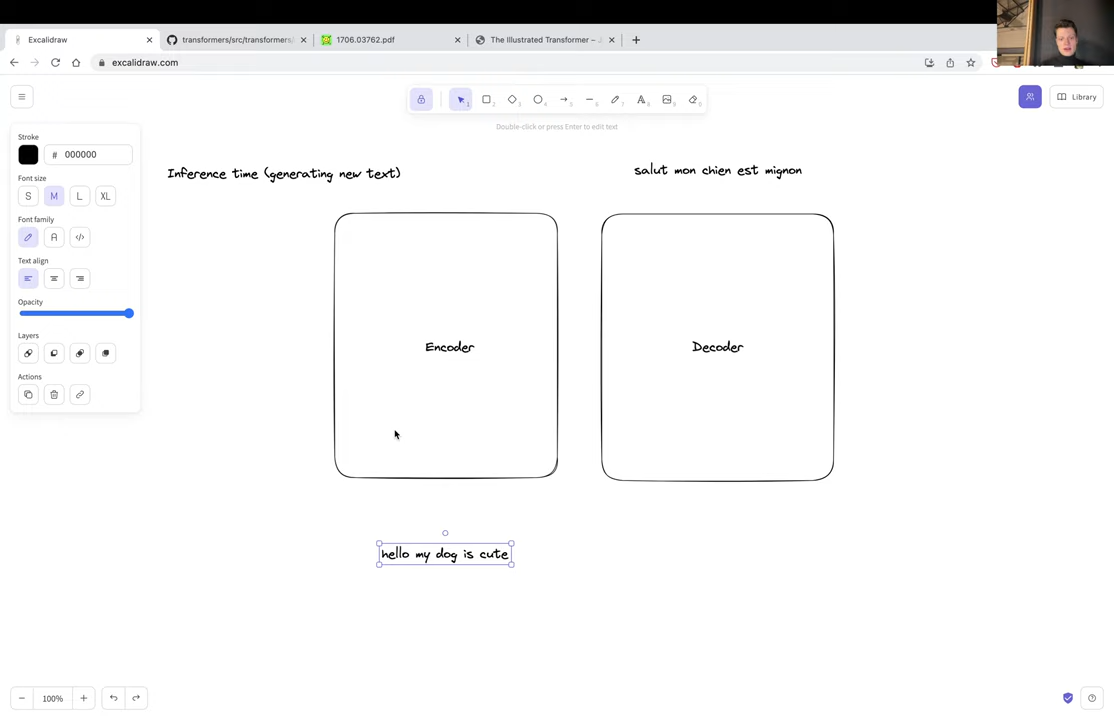 Excalidraw
transformers/src/transformers/
1706.03762.pdf
The Illustrated Transformer –
excalidraw.com
Library
Double-click or press Enter to edit text
Stroke
# 000000
Font size
S M L XL
Font family
A </>
Text align
Opacity
Layers
Actions
Inference time (generating new text)
salut mon chien est mignon
Encoder
Decoder
hello my dog is cute
100%